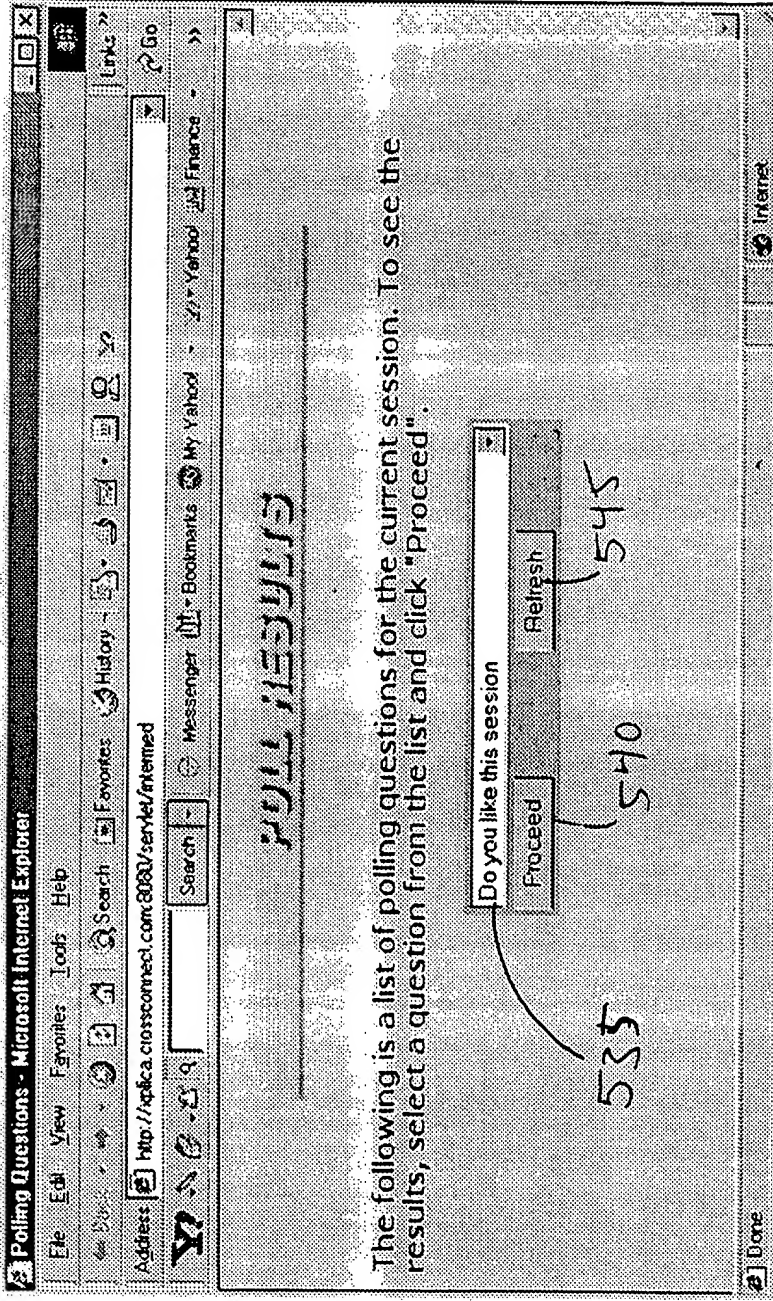 Polling Questions - Microsoft Internet Explorer
File Edit View Favorites Tools Help
Search Favorites History
Address http://xplica.crossconnect.com:8080/servlet/intermed Go Links »
Y! Search Messenger Bookmarks My Yahoo! Yahoo! Finance »
POLL RESULTS
The following is a list of polling questions for the current session. To see the
results, select a question from the list and click "Proceed".
Do you like this session
Proceed Refresh
535 540 545
Done Internet